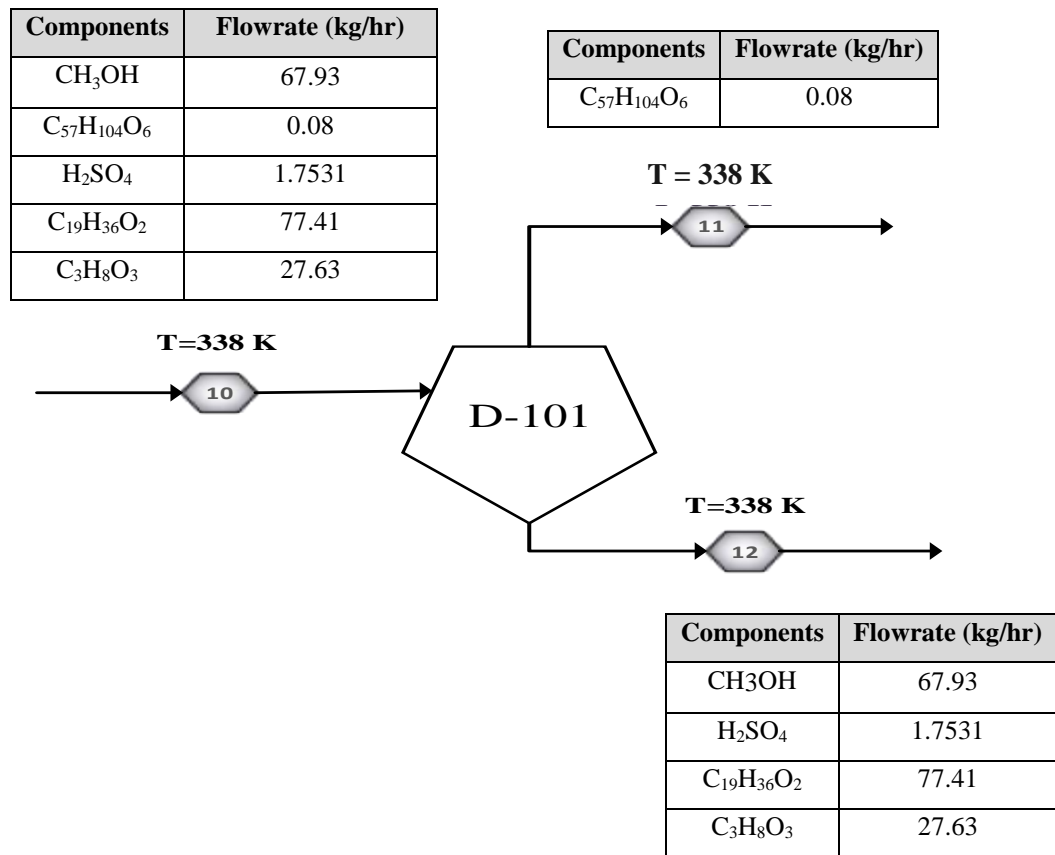 Components Flowrate (kg/hr)
CH₃OH 67.93
C₅₇H₁₀₄O₆ 0.08
H₂SO₄ 1.7531
C₁₉H₃₆O₂ 77.41
C₃H₈O₃ 27.63
Components Flowrate (kg/hr)
C₅₇H₁₀₄O₆ 0.08
T = 338 K
11
T=338 K
10
D-101
T=338 K
12
Components Flowrate (kg/hr)
CH3OH 67.93
H₂SO₄ 1.7531
C₁₉H₃₆O₂ 77.41
C₃H₈O₃ 27.63